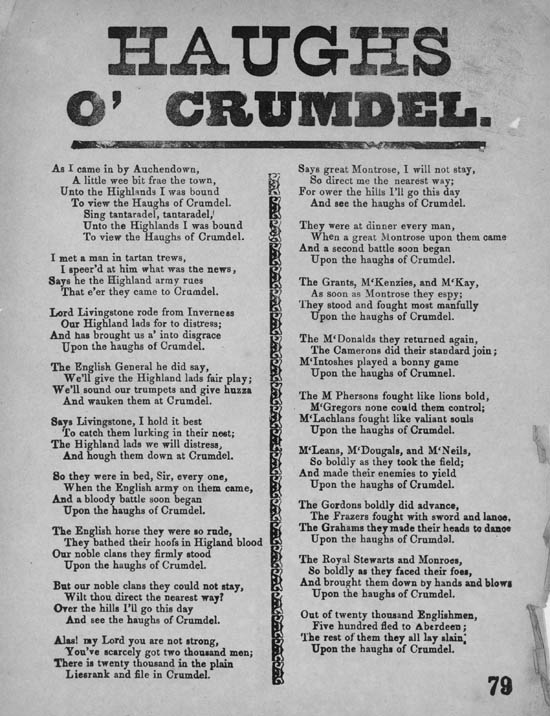 HAUGHS
O' CRUMDEL.
As I came in by Auchendown,
A little wee bit frae the town,
Unto the Highlands I was bound
To view the Haughs of Crumdel.
Sing tantaradel, tantaradel,
Unto the Highlands I was bound
To view the Haughs of Crumdel.
I met a man in tartan trews,
I speer'd at him what was the news,
Says he the Highland army rues
That e'er they came to Crumdel.
Lord Livingstone rode from Inverness
Our Highland lads for to distress;
And has brought us a' into disgrace
Upon the haughs of Crumdel.
The English General he did say,
We'll give the Highland lads fair play;
We'll sound our trumpets and give huzza
And wauken them at Crumdel.
Says Livingstone, I hold it best
To catch them lurking in their nest;
The Highland lads we will distress,
And hough them down at Crumdel.
So they were in bed, Sir, every one,
When the English army on them came,
And a bloody battle soon began
Upon the haughs of Crumdel.
The English horse they were so rude,
They bathed their hoofs in Higland blood
Our noble clans they firmly stood
Upon the haughs of Crumdel.
But our noble clans they could not stay,
Wilt thou direct the nearest way?
Over the hills I'll go this day
And see the haughs of Crumdel.
Alas! my Lord you are not strong,
You've scarcely got two thousand men;
There is twenty thousand in the plain
Liesrank and file in Crumdel.
Says great Montrose, I will not stay,
So direct me the nearest way;
For ower the hills I'll go this day
And see the haughs of Crumdel.
They were at dinner every man,
When a great Montrose upon them came
And a second battle soon began
Upon the haughs of Crumdel.
The Grants, M'Kenzies, and M'Kay,
As soon as Montrose they espy;
They stood and fought most manfully
Upon the haughs of Crumdel.
The M'Donalds they returned again,
The Camerons did their standard join;
M'Intoshes played a bonny game
Upon the haughs of Crumnel.
The M Phersons fought like lions bold,
M'Gregors none could them control;
M'Lachlans fought like valiant souls
Upon the haughs of Crumdel.
M'Leans, M'Dougals, and M'Neils,
So boldly as they took the field;
And made their enemies to yield
Upon the haughs of Crumdel.
The Gordons boldly did advance,
The Frazers fought with sword and lance,
The Grahams they made their heads to dance
Upon the haughs of Crumdel.
The Royal Stewarts and Monroes,
So boldly as they faced their foes,
And brought them down by hands and blows
Upon the haughs of Crumdel.
Out of twenty thousand Englishmen,
Five hundred fled to Aberdeen;
The rest of them they all lay slain,
Upon the haughs of Crumdel.
79